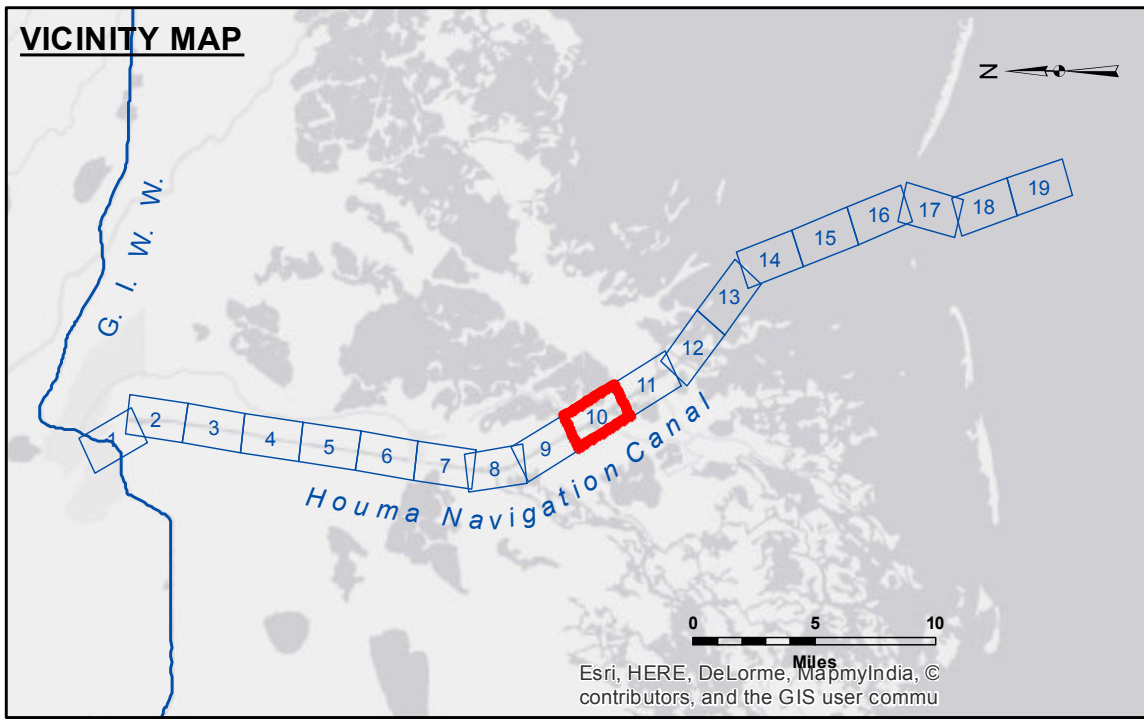 VICINITY MAP
N
G. I. W. W.
19
18
17
16
15
14
13
12
11
10
9
8
7
6
5
4
3
2
1
Houma Navigation Canal
0 5 10
Miles
Esri, HERE, DeLorme, MapmyIndia, ©
contributors, and the GIS user commu